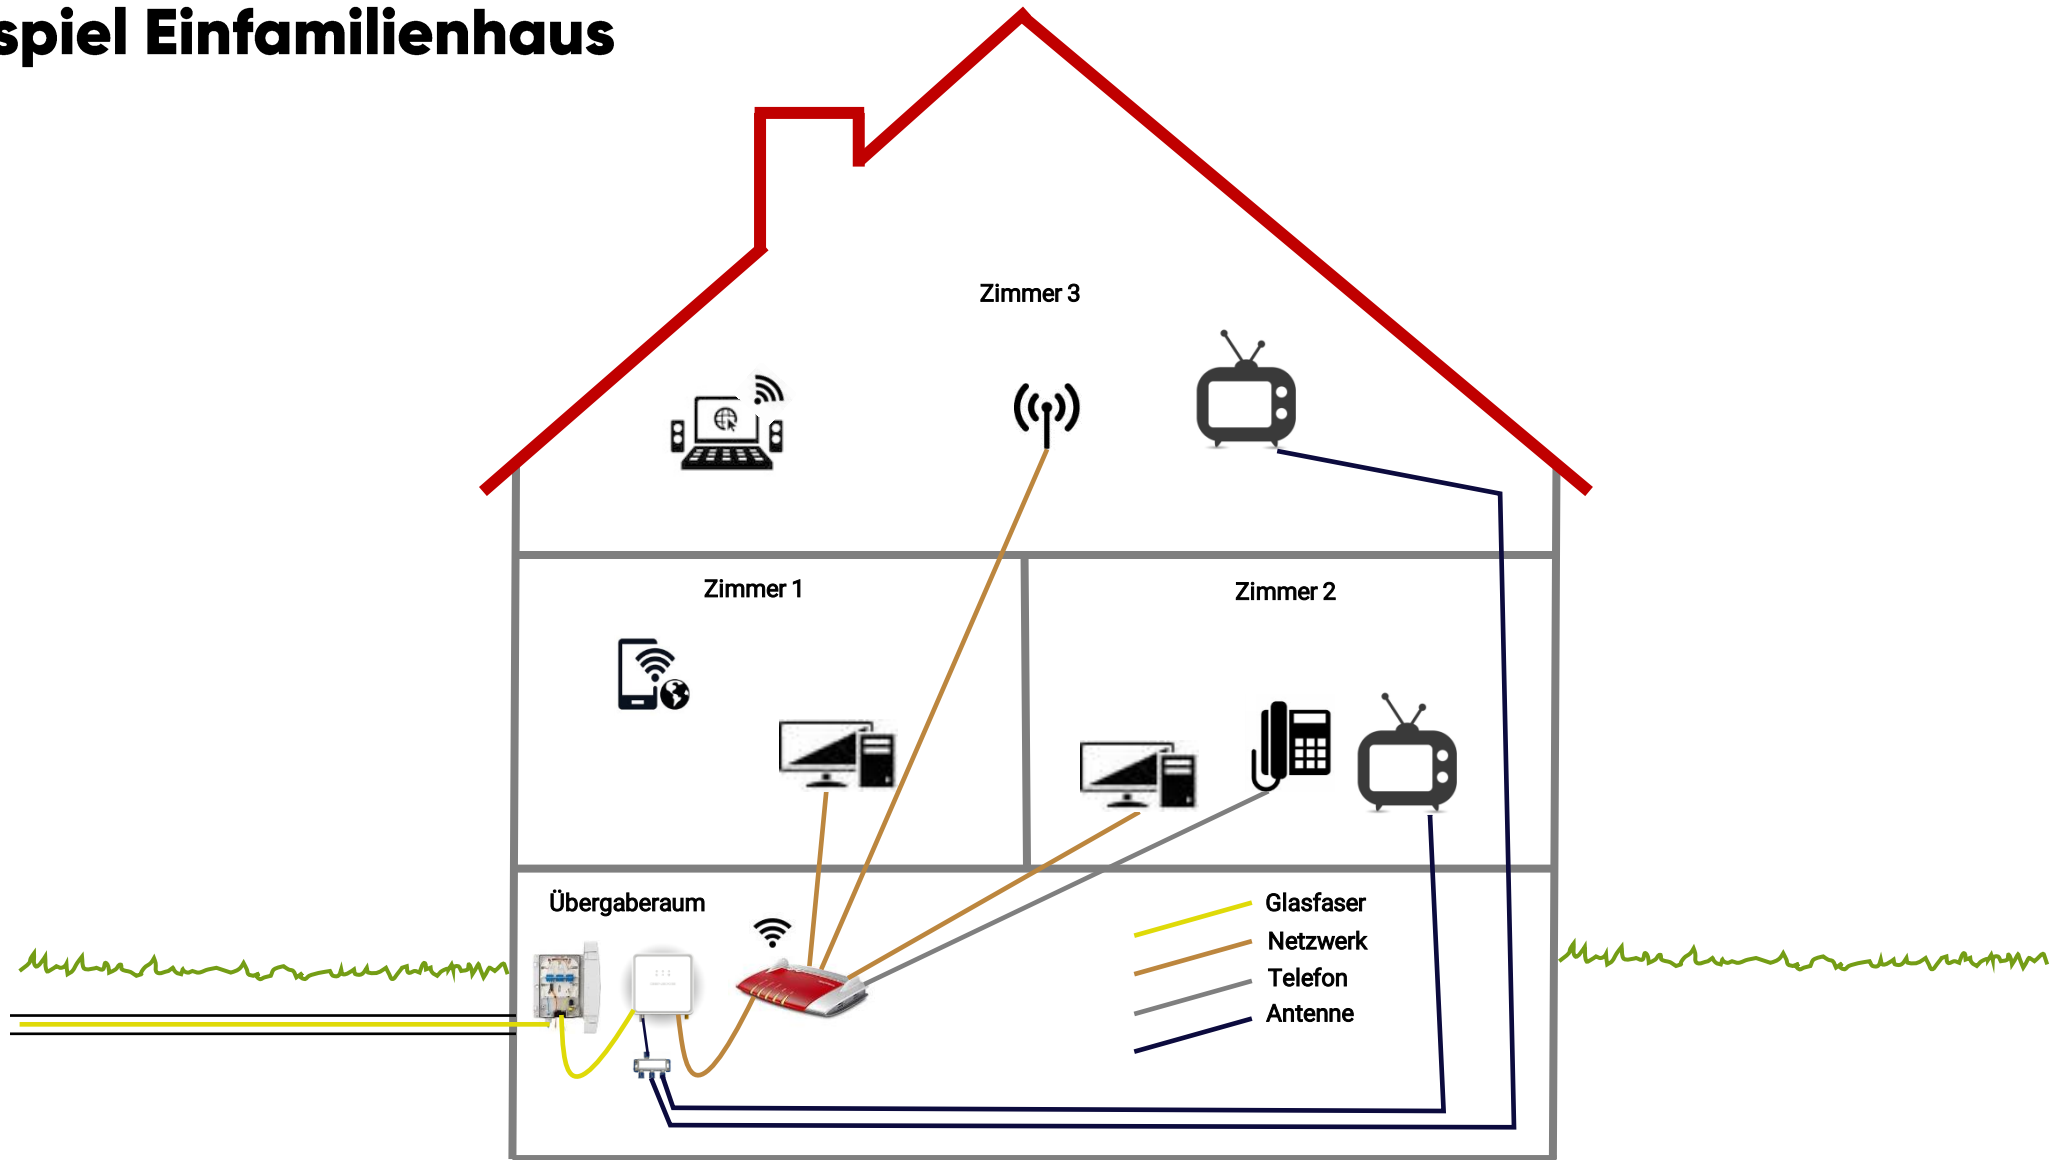 spiel Einfamilienhaus
Zimmer 3
Zimmer 1
Zimmer 2
Übergaberaum
Glasfaser
Netzwerk
Telefon
Antenne